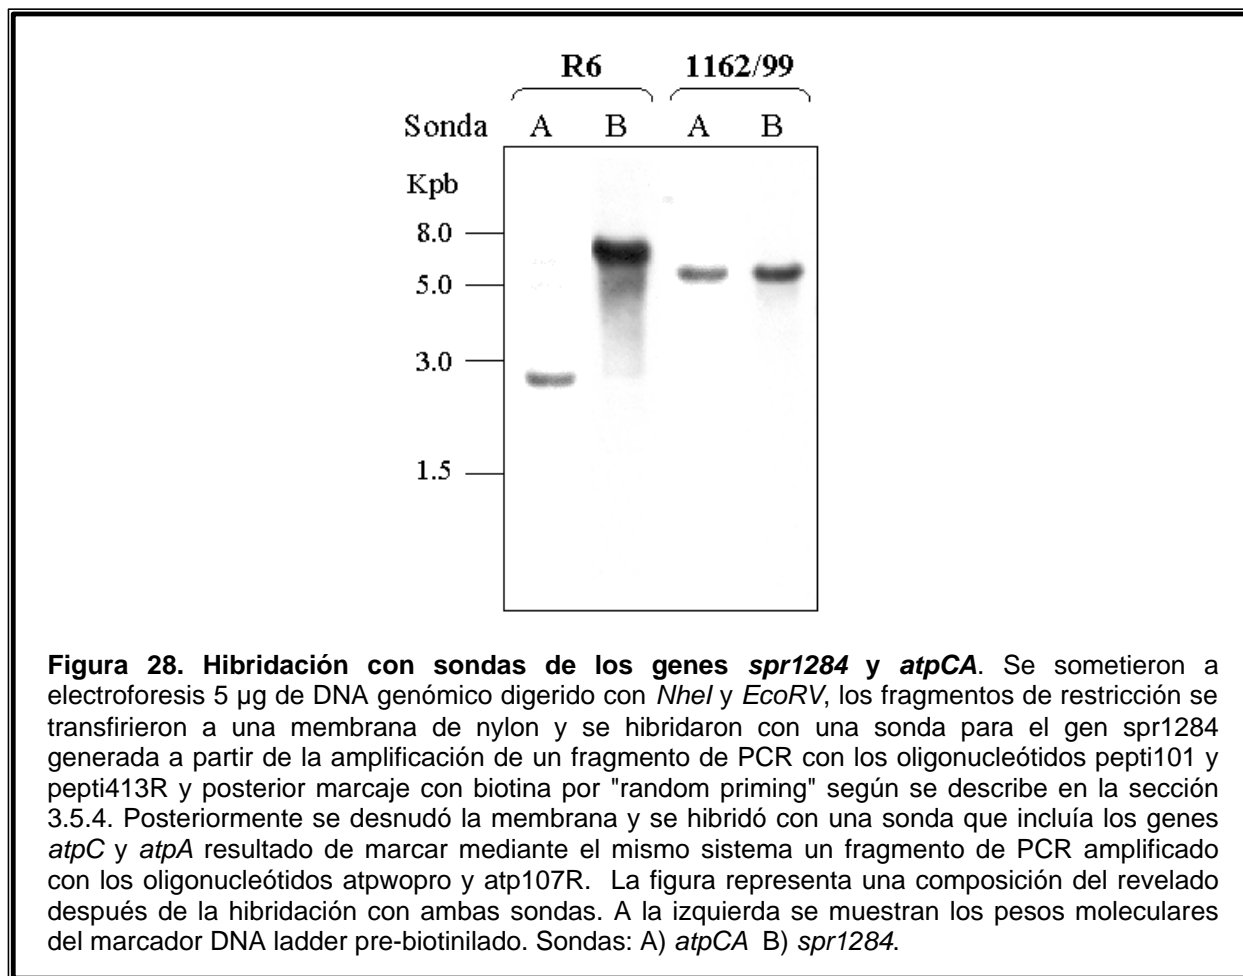 R6 1162/99
Sonda A B A B
Kpb
8.0
5.0
3.0
1.5
Figura 28. Hibridación con sondas de los genes spr1284 y atpCA. Se sometieron a
electroforesis 5 µg de DNA genómico digerido con NheI y EcoRV, los fragmentos de restricción se
transfirieron a una membrana de nylon y se hibridaron con una sonda para el gen spr1284
generada a partir de la amplificación de un fragmento de PCR con los oligonucleótidos pepti101 y
pepti413R y posterior marcaje con biotina por "random priming" según se describe en la sección
3.5.4. Posteriormente se desnudó la membrana y se hibridó con una sonda que incluía los genes
atpC y atpA resultado de marcar mediante el mismo sistema un fragmento de PCR amplificado
con los oligonucleótidos atpwopro y atp107R. La figura representa una composición del revelado
después de la hibridación con ambas sondas. A la izquierda se muestran los pesos moleculares
del marcador DNA ladder pre-biotinilado. Sondas: A) atpCA B) spr1284.